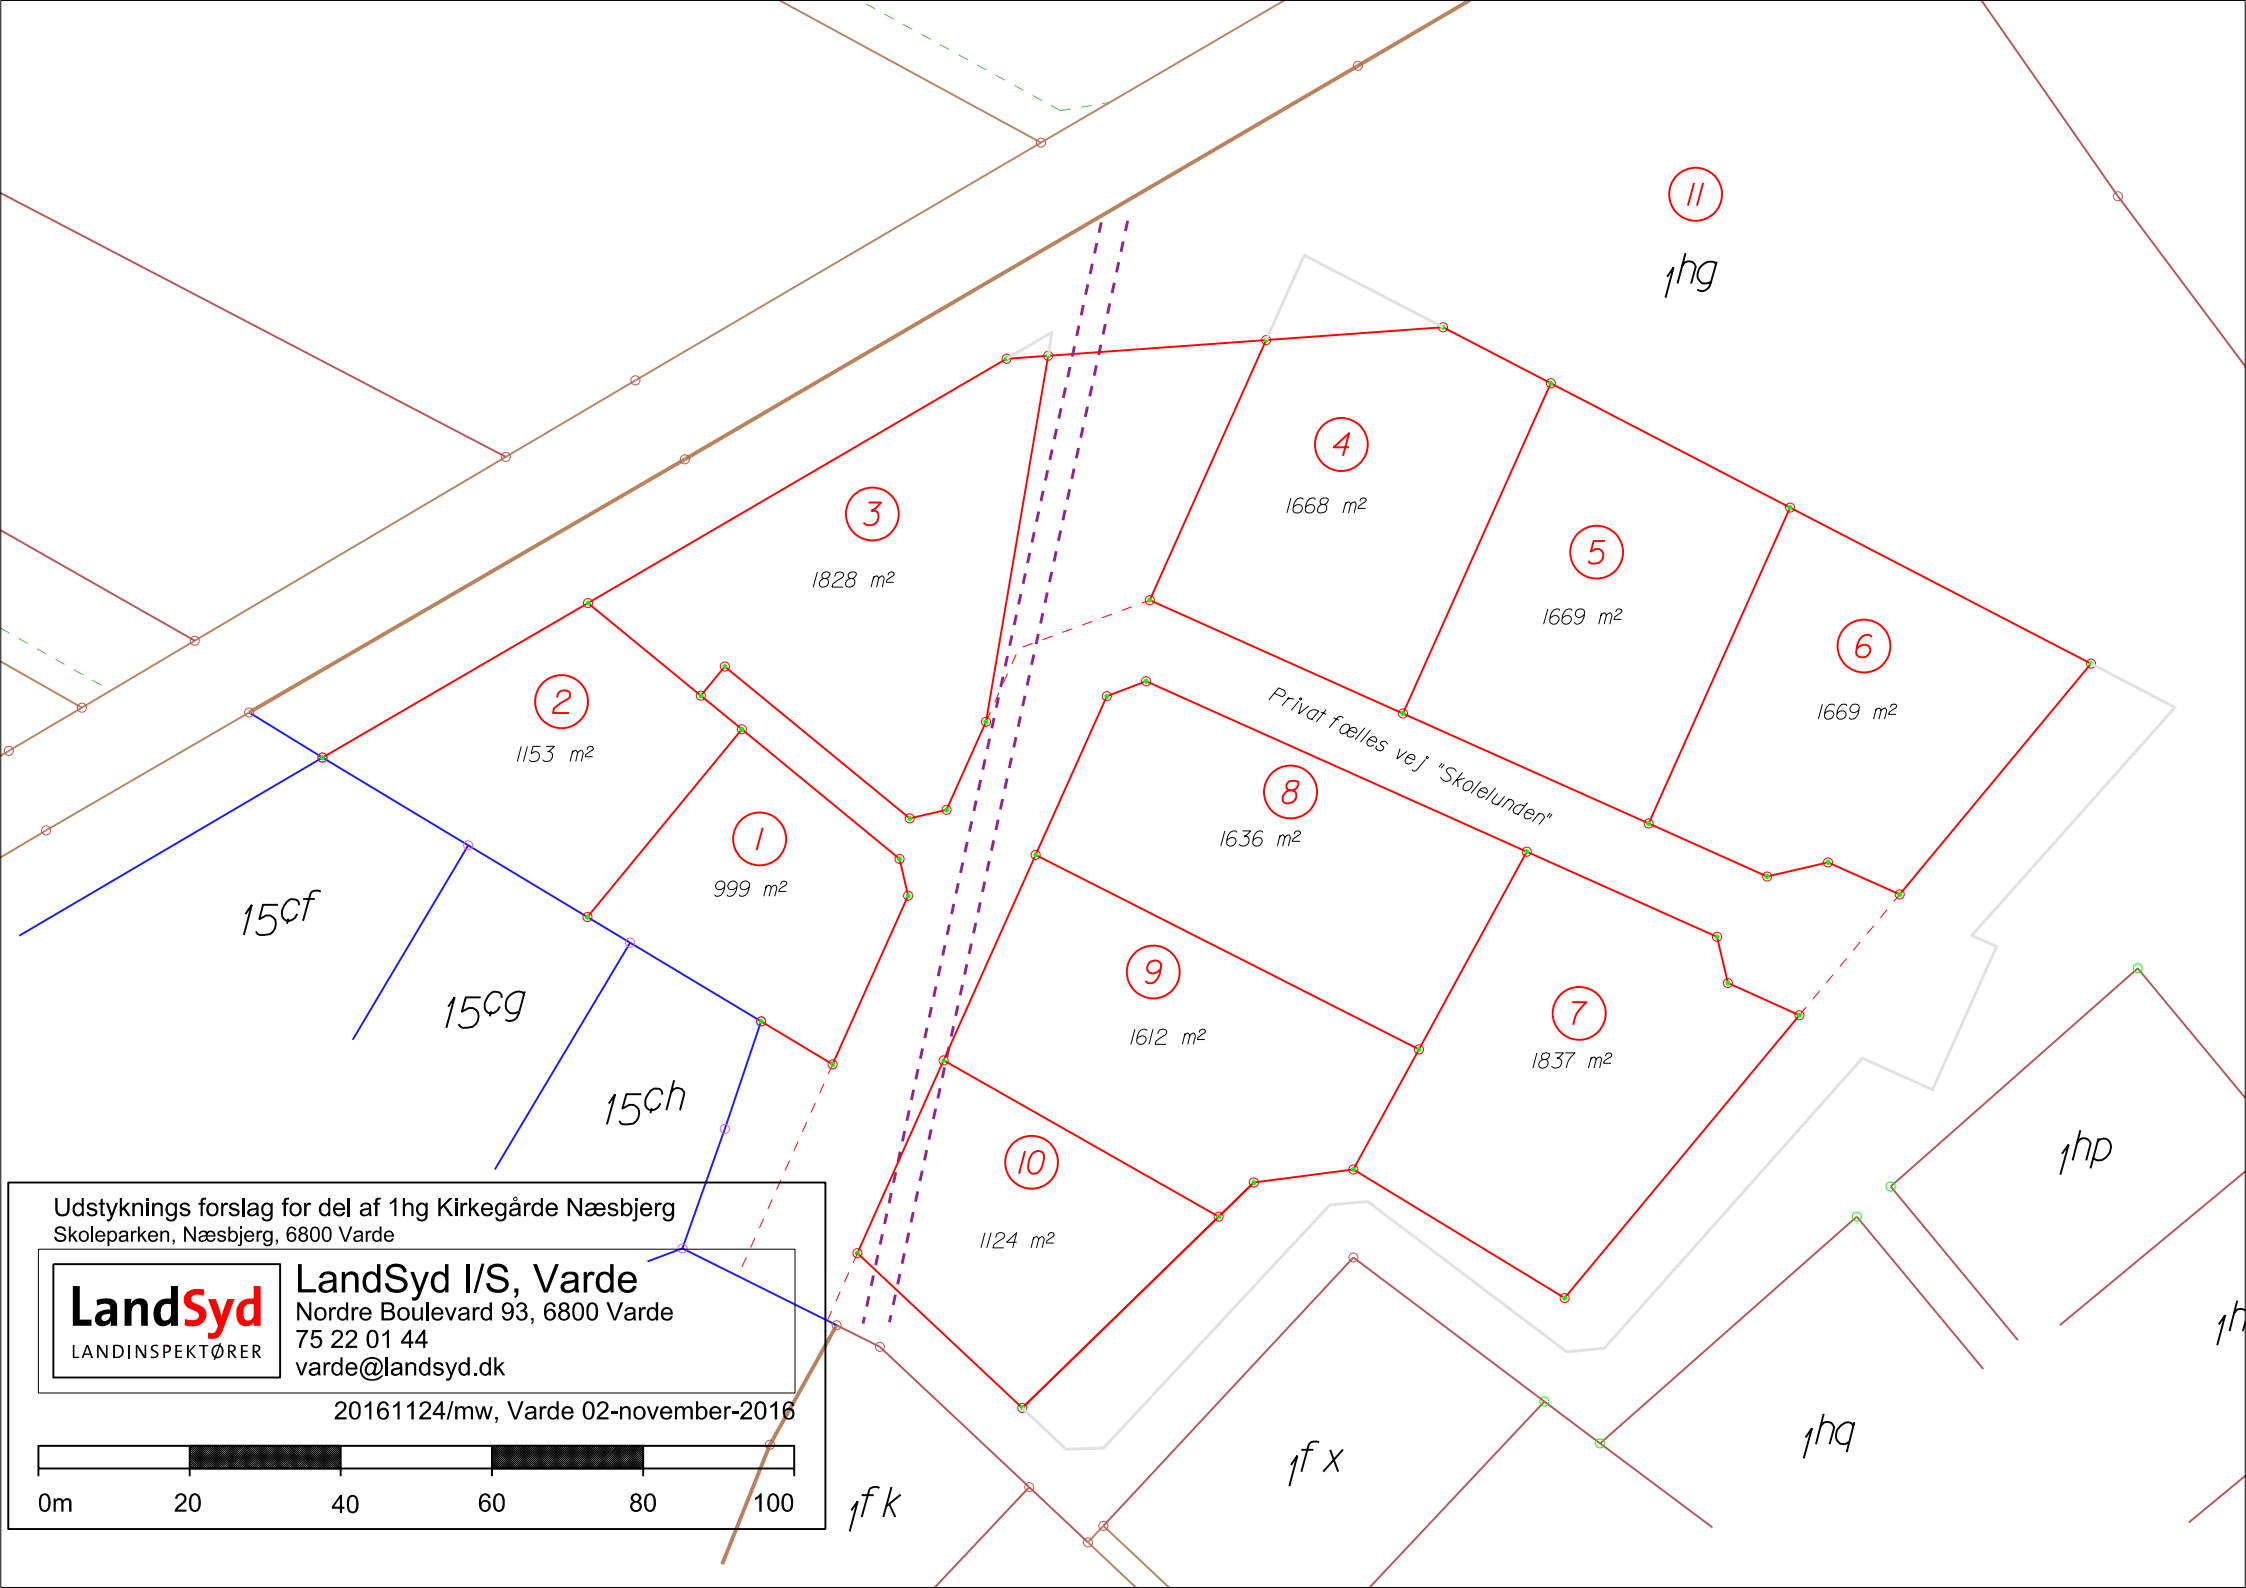 11
1hg
4
1668 m²
3
1828 m²
5
1669 m²
6
1669 m²
2
1153 m²
Privat fælles vej "Skolelunden"
8
1636 m²
1
999 m²
15çf
9
1612 m²
7
1837 m²
15çg
15çh
10
1124 m²
1hp
1hq
1fx
1fk
Udstyknings forslag for del af 1hg Kirkegårde Næsbjerg
Skoleparken, Næsbjerg, 6800 Varde
LandSyd
LANDINSPEKTØRER
LandSyd I/S, Varde
Nordre Boulevard 93, 6800 Varde
75 22 01 44
varde@landsyd.dk
20161124/mw, Varde 02-november-2016
0m 20 40 60 80 100